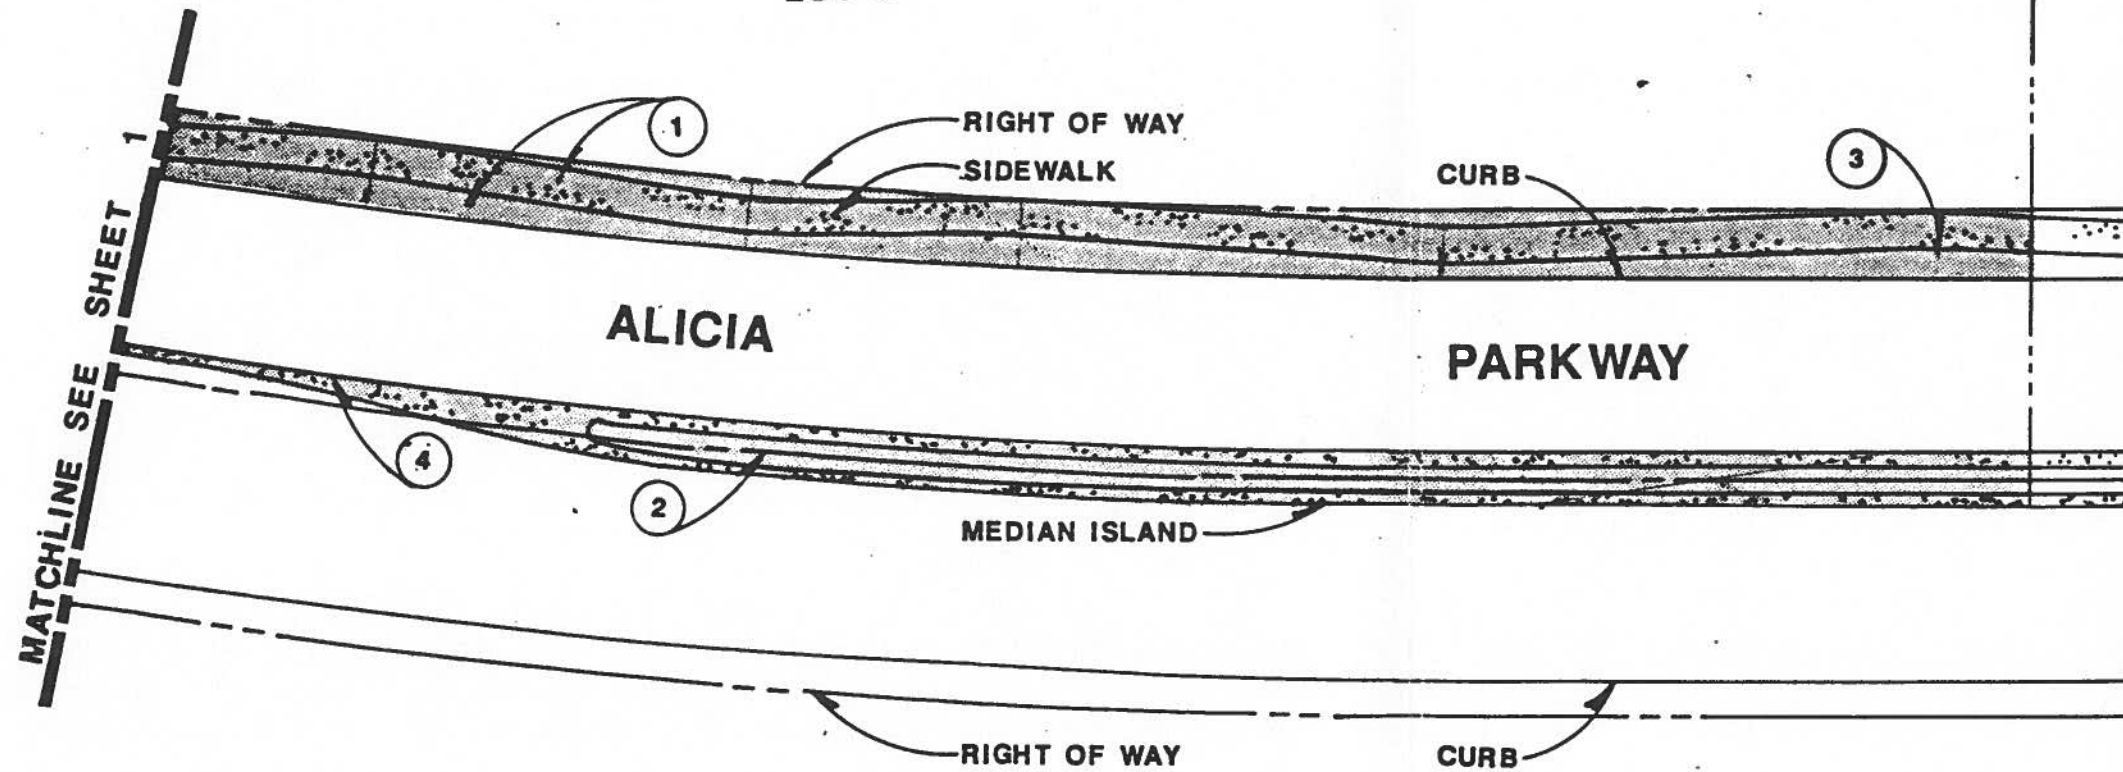 1
RIGHT OF WAY
SIDEWALK
CURB
3
ALICIA
PARKWAY
4
2
MEDIAN ISLAND
RIGHT OF WAY
CURB
MATCHLINE SEE SHEET 1